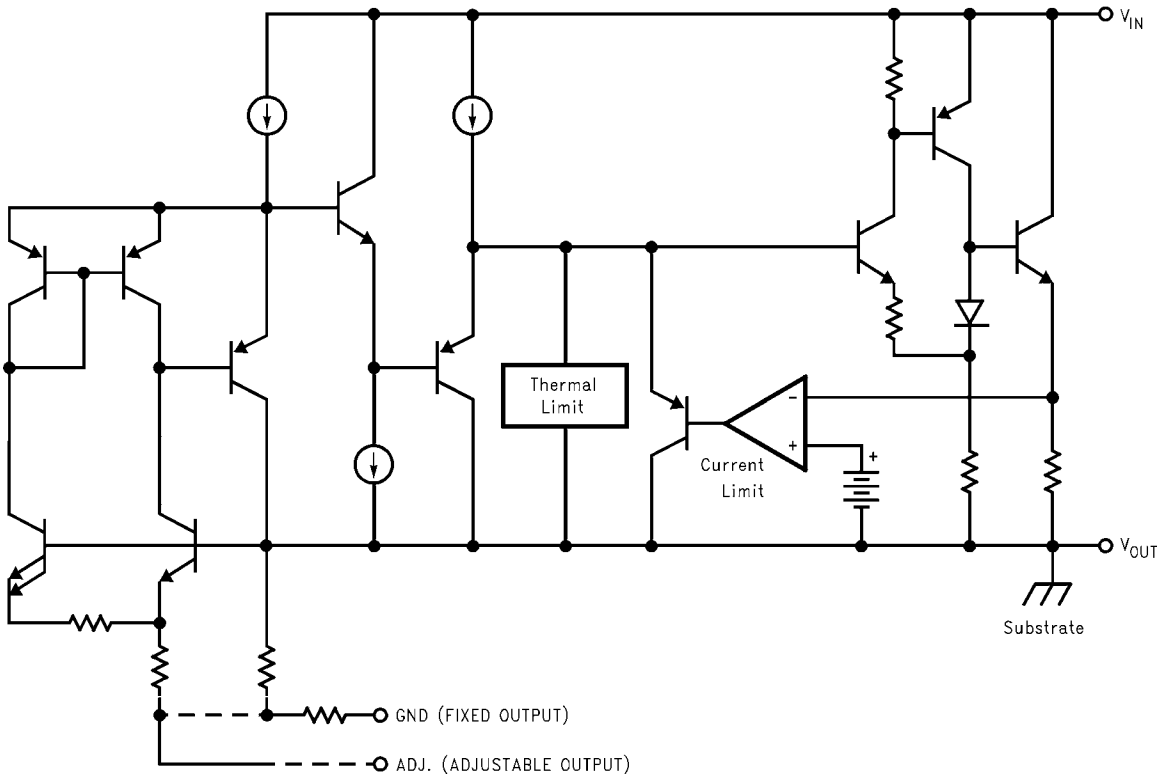 V_IN
Thermal
Limit
−
+
Current
Limit
+
V_OUT
Substrate
GND (FIXED OUTPUT)
ADJ. (ADJUSTABLE OUTPUT)